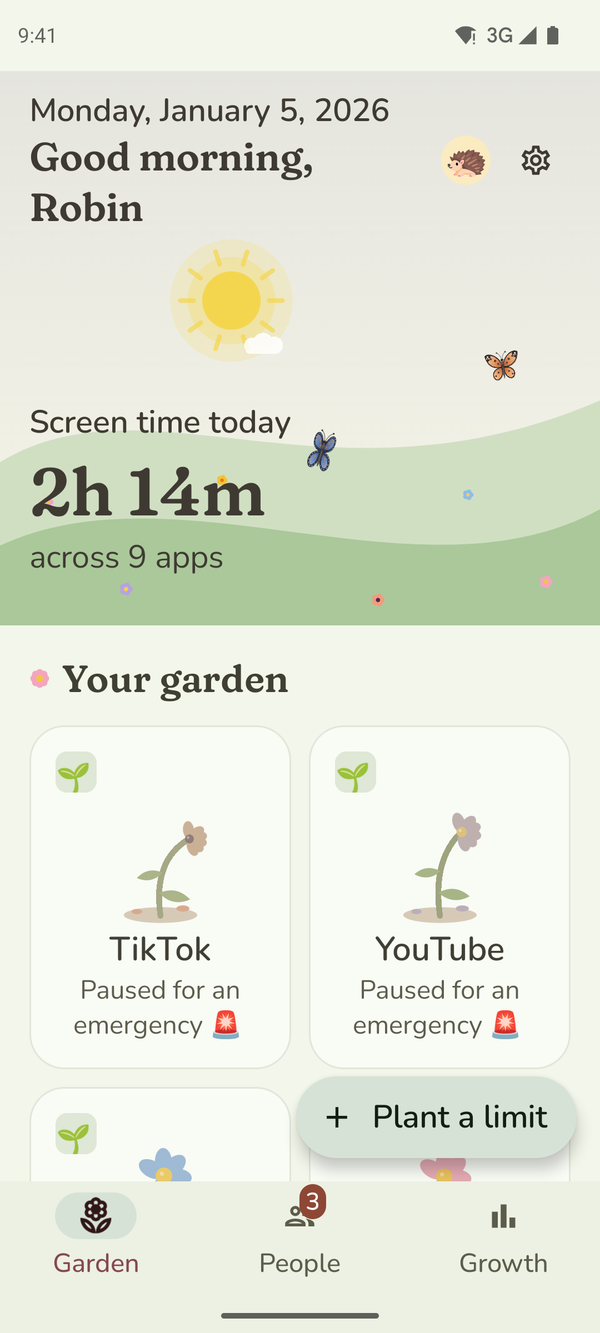 9:41
3G
Monday, January 5, 2026
Good morning,
Robin
Screen time today
2h 14m
across 9 apps
Your garden
TikTok
Paused for an
emergency 🚨
YouTube
Paused for an
emergency 🚨
+ Plant a limit
3
Garden
People
Growth